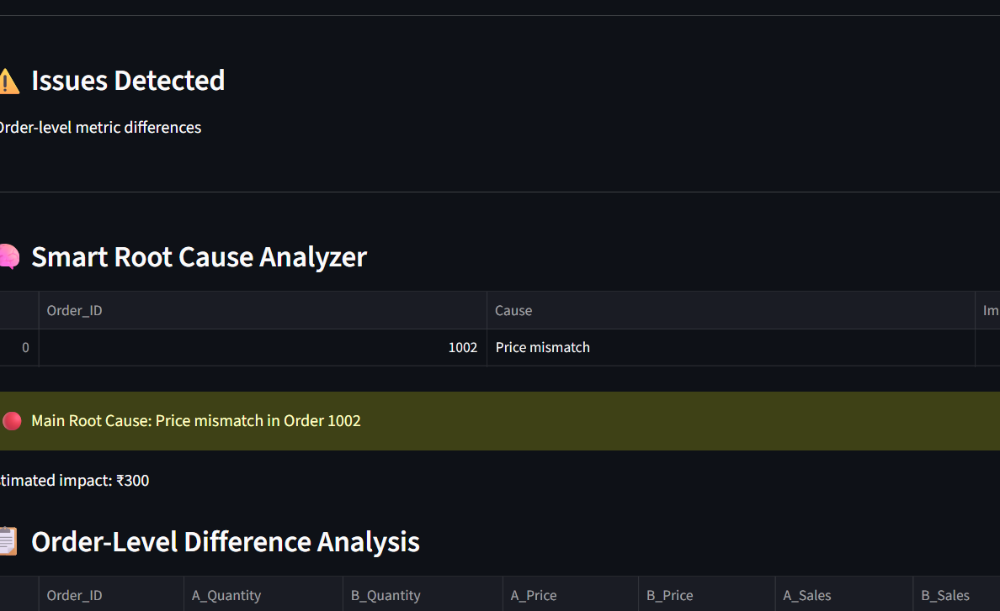 Issues Detected
Order-level metric differences
Smart Root Cause Analyzer
Order_ID Cause Im
0 1002 Price mismatch
Main Root Cause: Price mismatch in Order 1002
timated impact: ₹300
Order-Level Difference Analysis
Order_ID A_Quantity B_Quantity A_Price B_Price A_Sales B_Sales